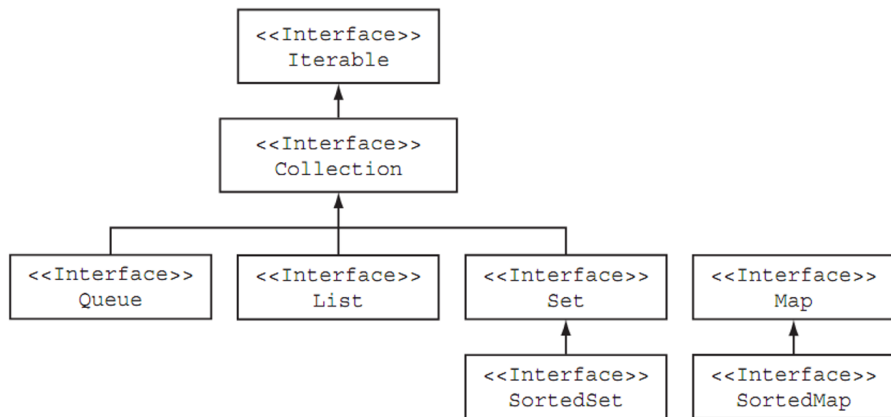 <<Interface>>
Iterable
<<Interface>>
Collection
<<Interface>>
Queue
<<Interface>>
List
<<Interface>>
Set
<<Interface>>
Map
<<Interface>>
SortedSet
<<Interface>>
SortedMap